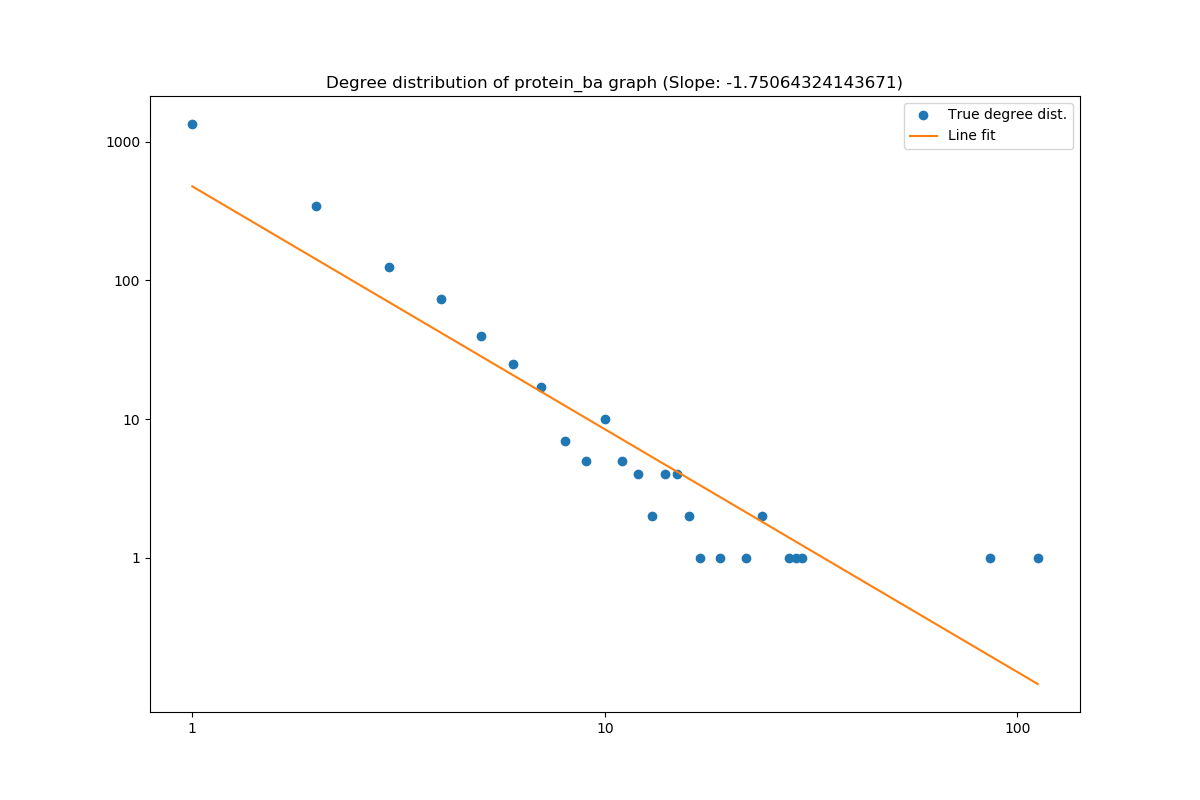 Degree distribution of protein_ba graph (Slope: -1.75064324143671)
True degree dist.
Line fit
1000
100
10
1
1
10
100